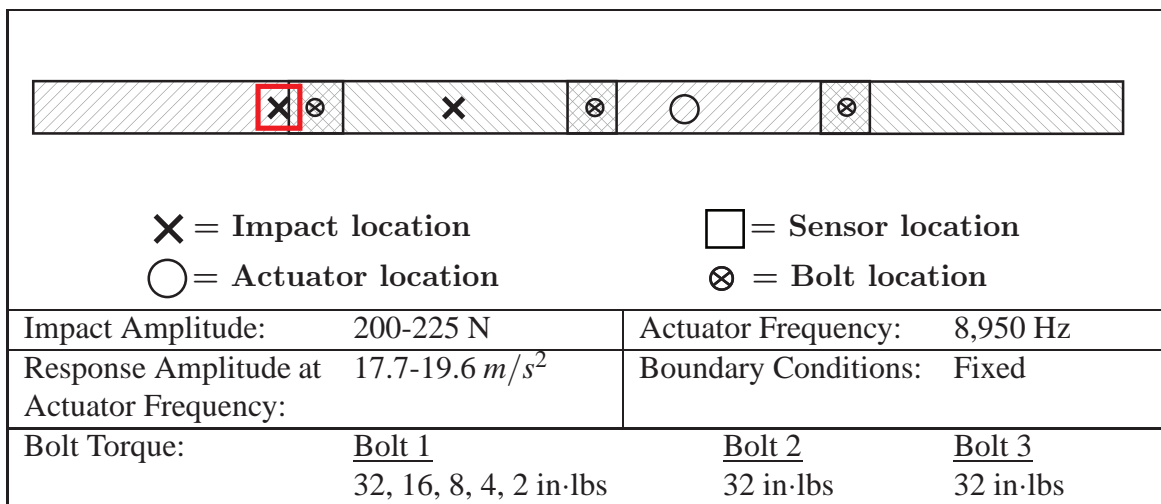 = Impact location = Sensor location
= Actuator location = Bolt location
Impact Amplitude: 200-225 N Actuator Frequency: 8,950 Hz
Response Amplitude at 17.7-19.6 m/s² Boundary Conditions: Fixed
Actuator Frequency:
Bolt Torque: Bolt 1 Bolt 2 Bolt 3
32, 16, 8, 4, 2 in·lbs 32 in·lbs 32 in·lbs